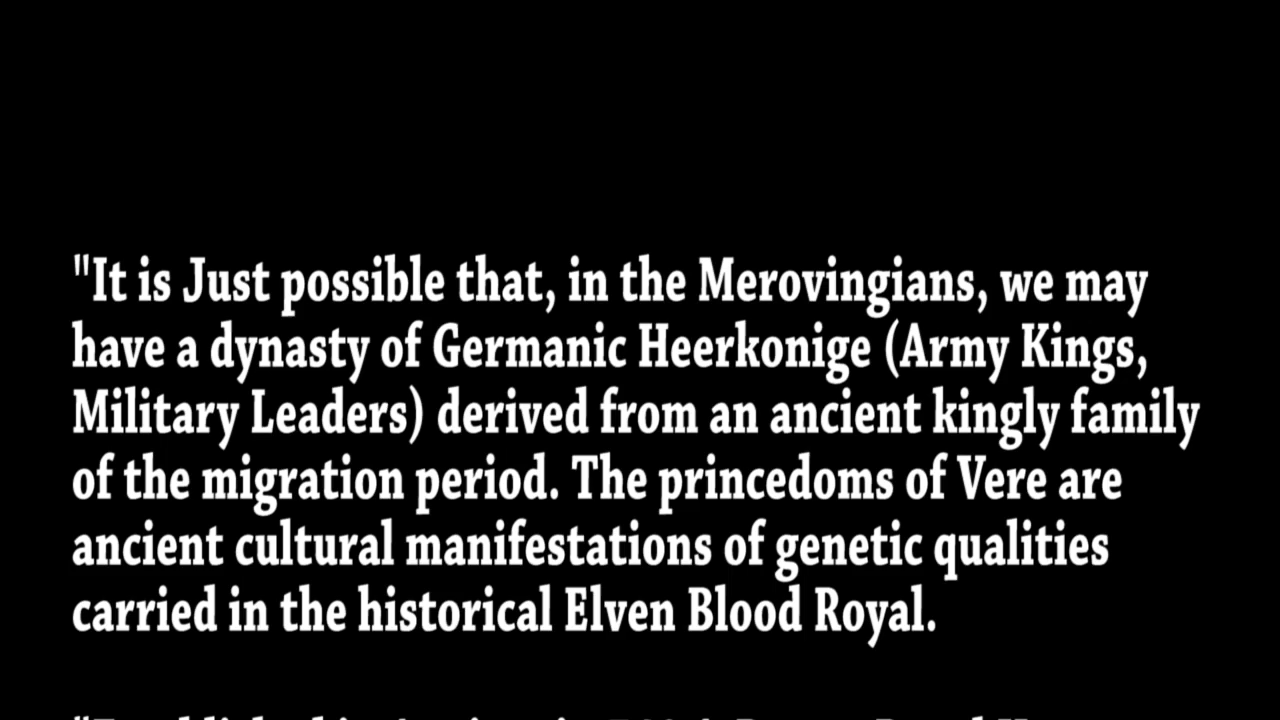 "It is Just possible that, in the Merovingians, we may
have a dynasty of Germanic Heerkonige (Army Kings,
Military Leaders) derived from an ancient kingly family
of the migration period. The princedoms of Vere are
ancient cultural manifestations of genetic qualities
carried in the historical Elven Blood Royal.